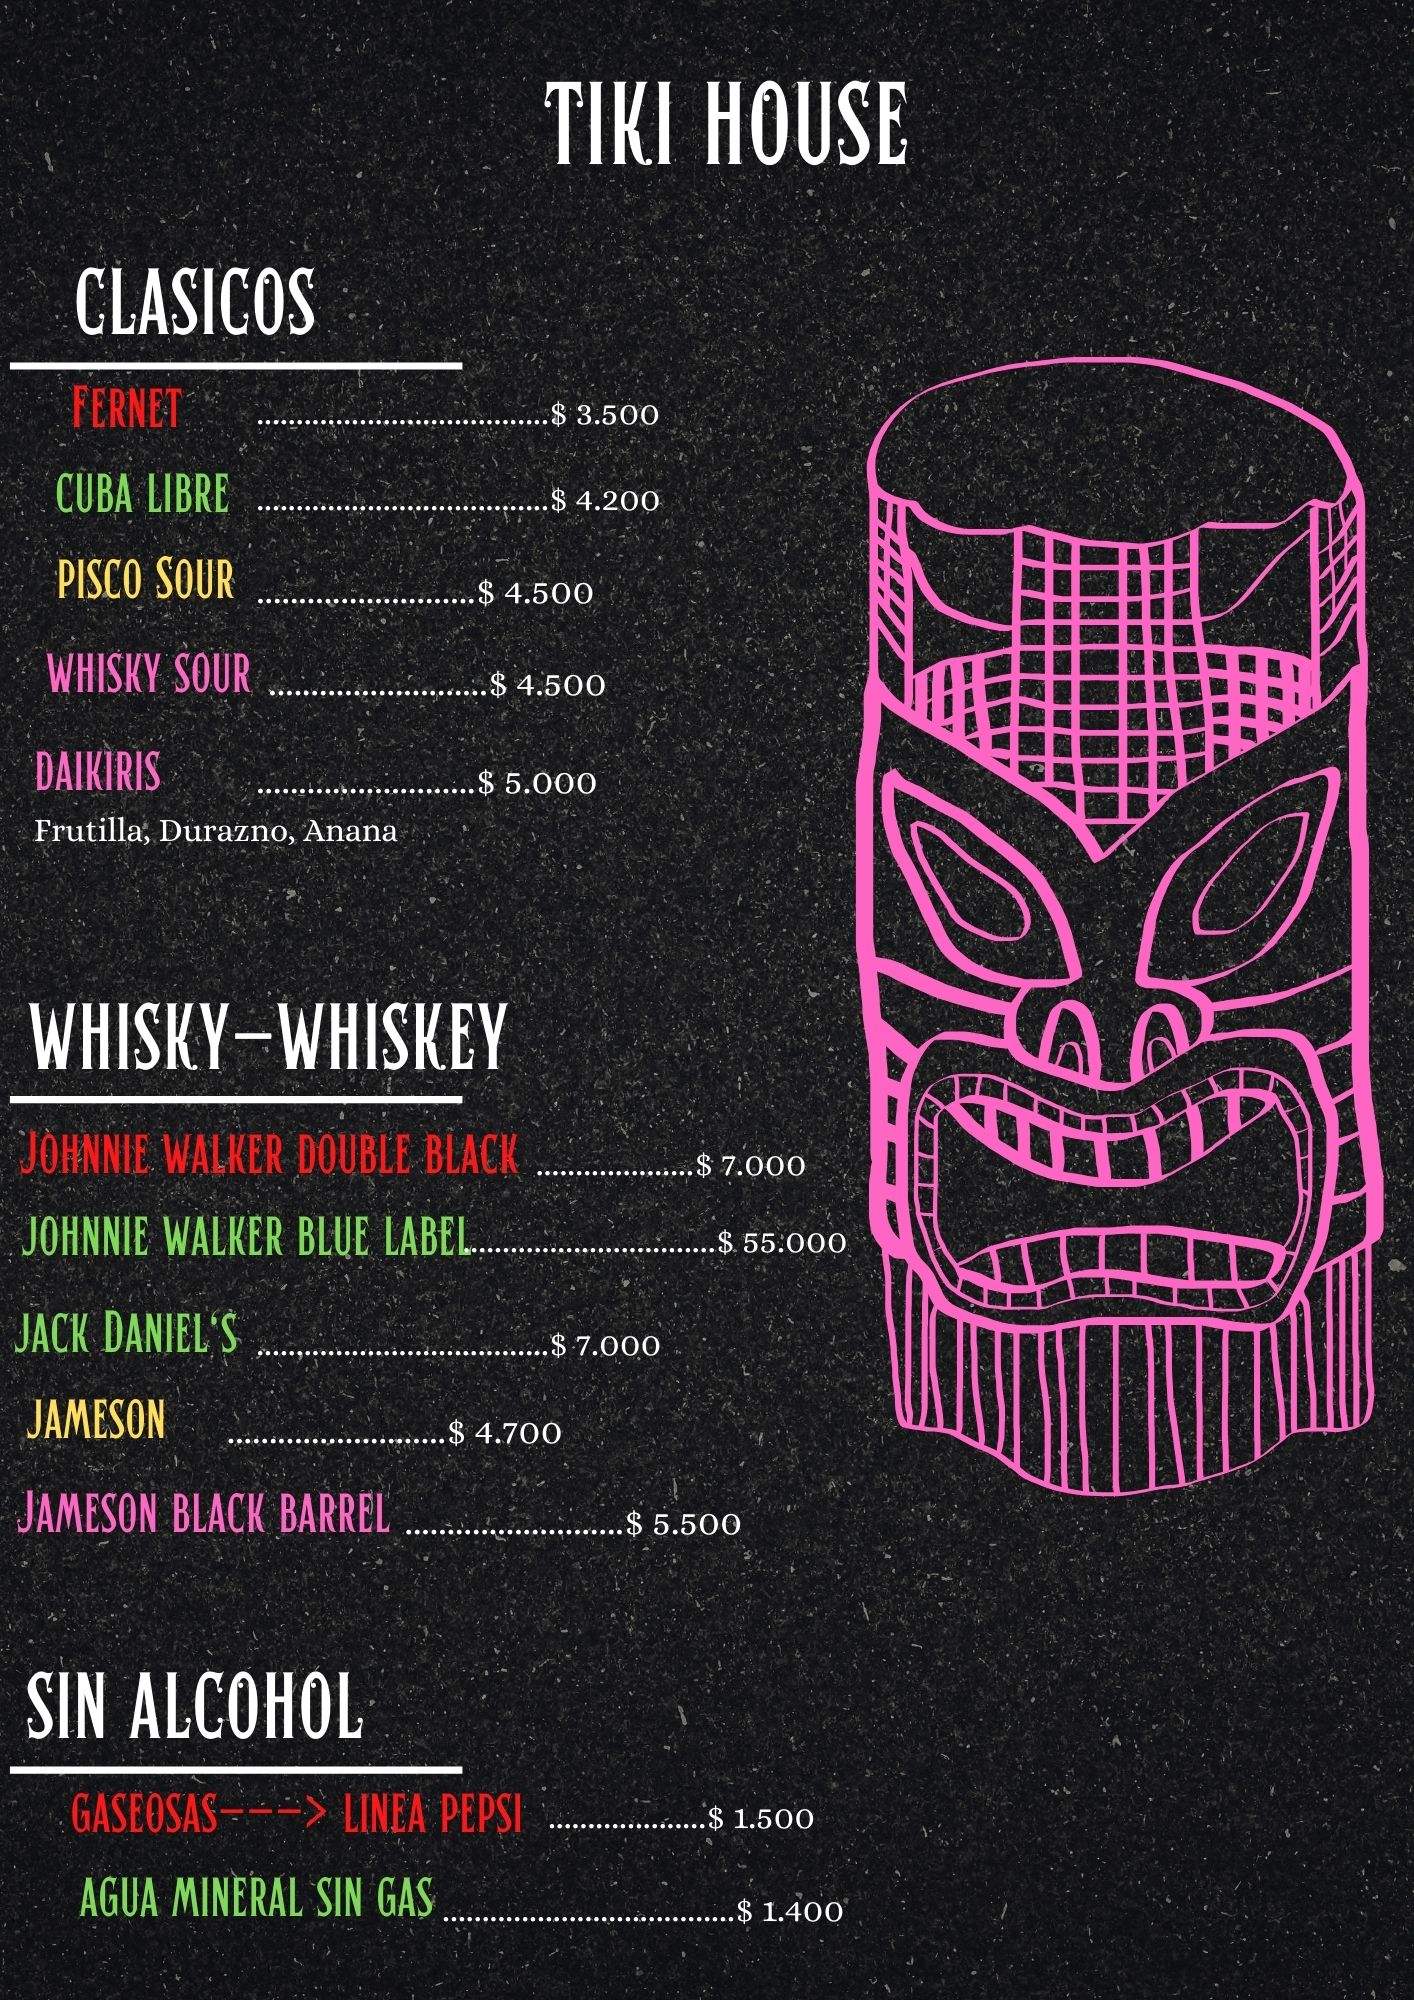 TIKI HOUSE
CLASICOS
FERNET ..................................$ 3.500
CUBA LIBRE ..................................$ 4.200
PISCO SOUR ..........................$ 4.500
WHISKY SOUR ..........................$ 4.500
DAIKIRIS ..........................$ 5.000
Frutilla, Durazno, Anana
WHISKY-WHISKEY
JOHNNIE WALKER DOUBLE BLACK ...................$ 7.000
JOHNNIE WALKER BLUE LABEL..............................$ 55.000
JACK DANIEL'S ..................................$ 7.000
JAMESON ..........................$ 4.700
JAMESON BLACK BARREL ..........................$ 5.500
SIN ALCOHOL
GASEOSAS---> LINEA PEPSI ...................$ 1.500
AGUA MINERAL SIN GAS ..................................$ 1.400